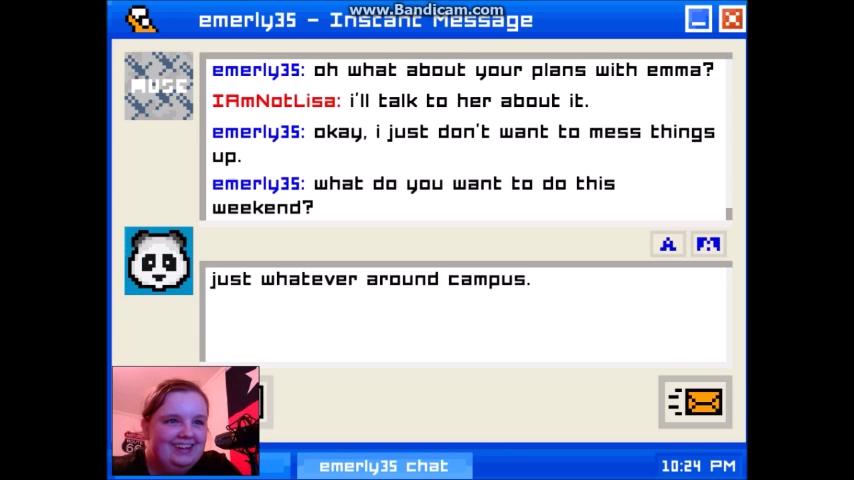 www.Bandicam.com
emerly35 - Instant Message
MUSE
emerly35: oh what about your plans with emma?
IAmNotLisa: i'll talk to her about it.
emerly35: okay, i just don't want to mess things
up.
emerly35: what do you want to do this
weekend?
A
just whatever around campus.
ROUTE
66
emerly35 chat
10:24 PM